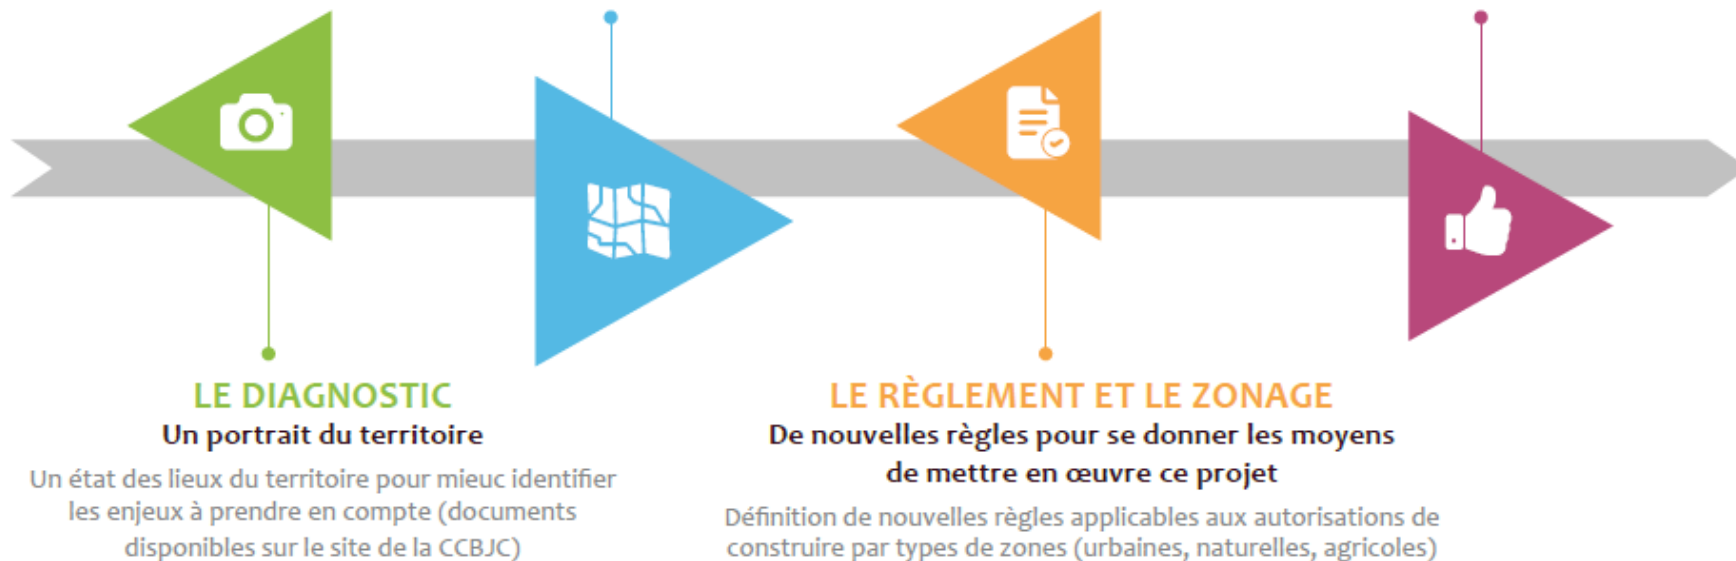 LE DIAGNOSTIC
Un portrait du territoire
Un état des lieux du territoire pour mieuc identifier
les enjeux à prendre en compte (documents
disponibles sur le site de la CCBJC)
LE RÈGLEMENT ET LE ZONAGE
De nouvelles règles pour se donner les moyens
de mettre en œuvre ce projet
Définition de nouvelles règles applicables aux autorisations de
construire par types de zones (urbaines, naturelles, agricoles)